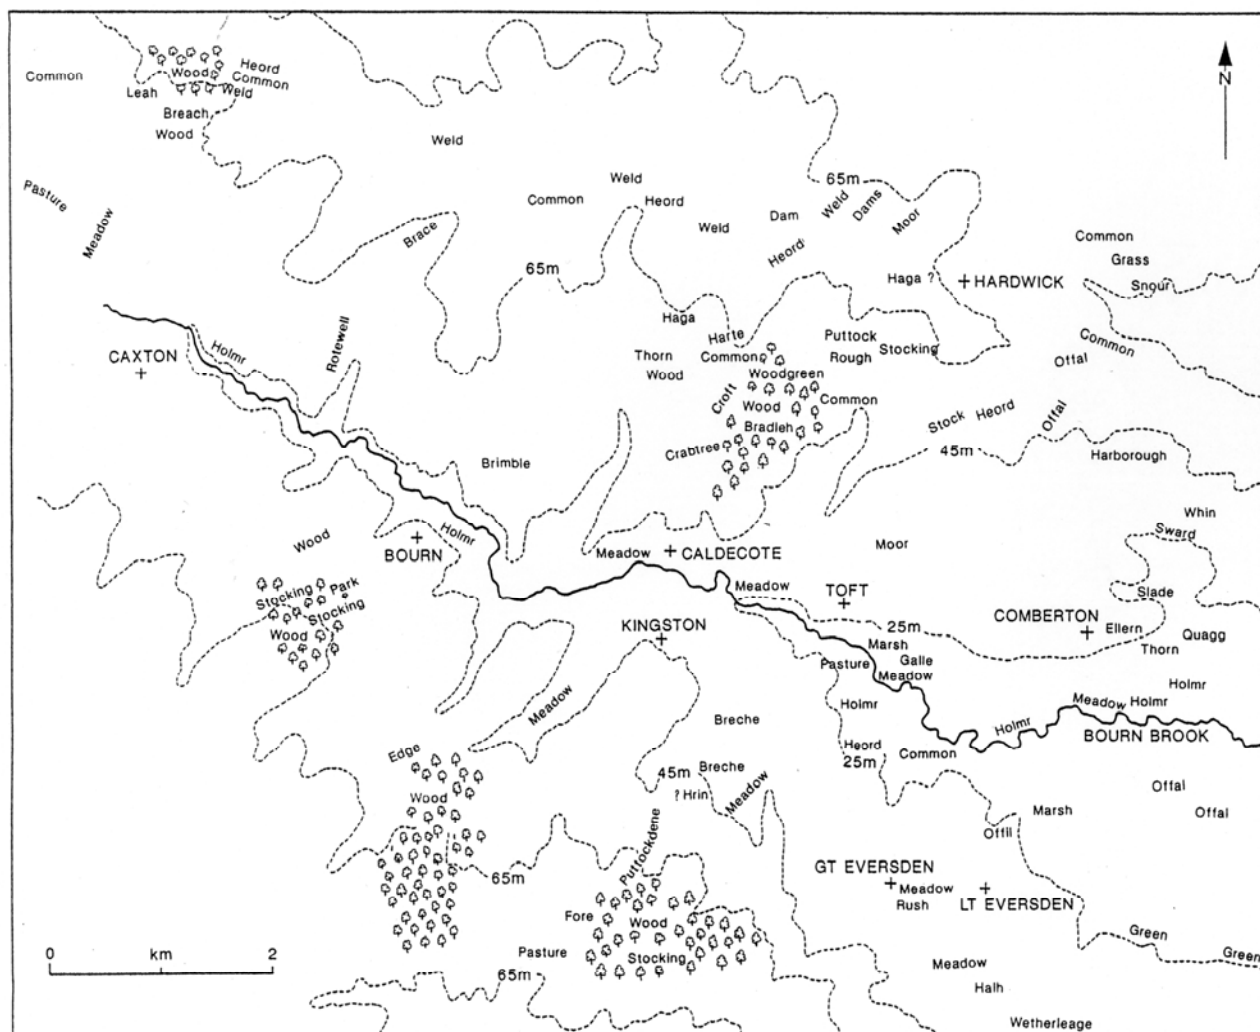 Common
Wood
Heord
Common
Leah
Weld
Breach
Wood
N
Weld
Pasture
Meadow
Weld
Common
Heord
65m
Weld
Dams
Dam
Moor
Weld
Heord
Brace
65m
Common
Grass
Snour
Haga ?
HARDWICK
Haga
Harte
Puttock
Rough
Stocking
Common
Offal
Holmr
Rotewell
CAXTON
Thorn
Common
Wood
Woodgreen
Croft
Wood
Common
Bradleh
Crabtree
Stock
Heord
Offal
45m
Harborough
Brimble
Whin
Sward
Wood
BOURN
Holmr
Meadow
CALDECOTE
Moor
Stocking
Park
Stocking
Wood
Meadow
TOFT
Slade
KINGSTON
25m
COMBERTON
Ellern
Quagg
Thorn
Marsh
Pasture
Galle
Meadow
Meadow
Holmr
Holmr
Meadow
Holmr
Breche
Holmr
BOURN BROOK
Edge
Heord
25m
Common
45m
Breche
? Hrin
Meadow
Wood
Offal
Offal
Marsh
Offil
65m
Puttockdene
GT EVERSDEN
Meadow
Rush
LT EVERSDEN
Fore
Wood
Green
Green
0
km
2
Pasture
Stocking
65m
Meadow
Halh
Wetherleage